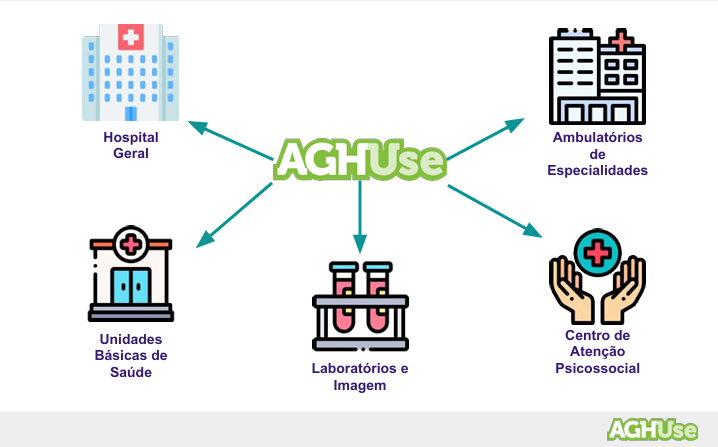 Hospital
Geral
AGHUse
Ambulatórios
de
Especialidades
Unidades
Básicas de
Saúde
Laboratórios e
Imagem
Centro de
Atenção
Psicossocial
AGHUse